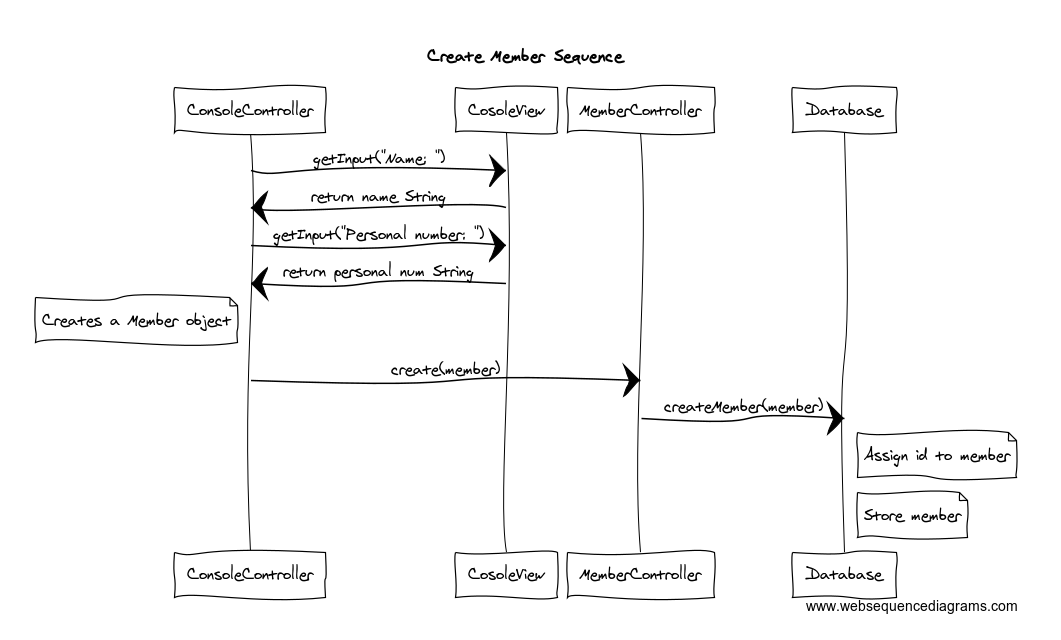 Create Member Sequence
ConsoleController
CosoleView
MemberController
Database
getInput("Name: ")
return name String
getInput("Personal number: ")
return personal num String
Creates a Member object
create(member)
createMember(member)
Assign id to member
Store member
ConsoleController
CosoleView
MemberController
Database
www.websequencediagrams.com